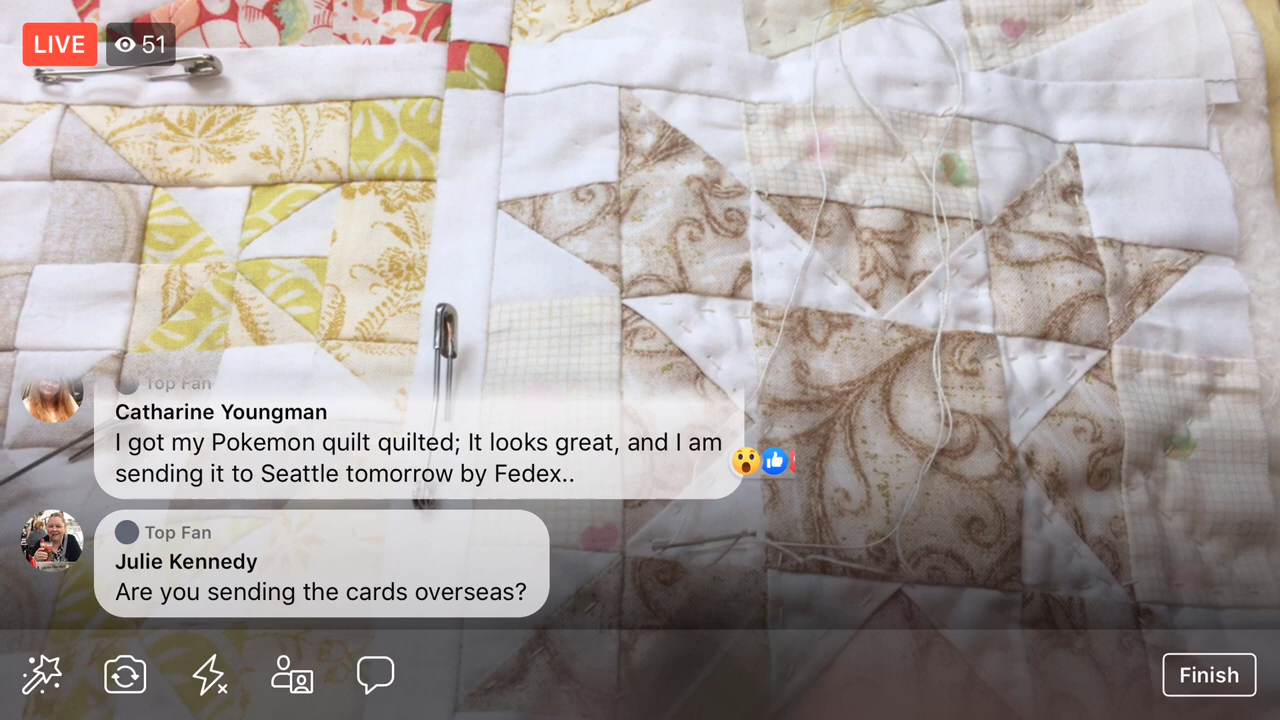 LIVE 51
Top Fan
Catharine Youngman
I got my Pokemon quilt quilted; It looks great, and I am
sending it to Seattle tomorrow by Fedex..
Top Fan
Julie Kennedy
Are you sending the cards overseas?
Finish